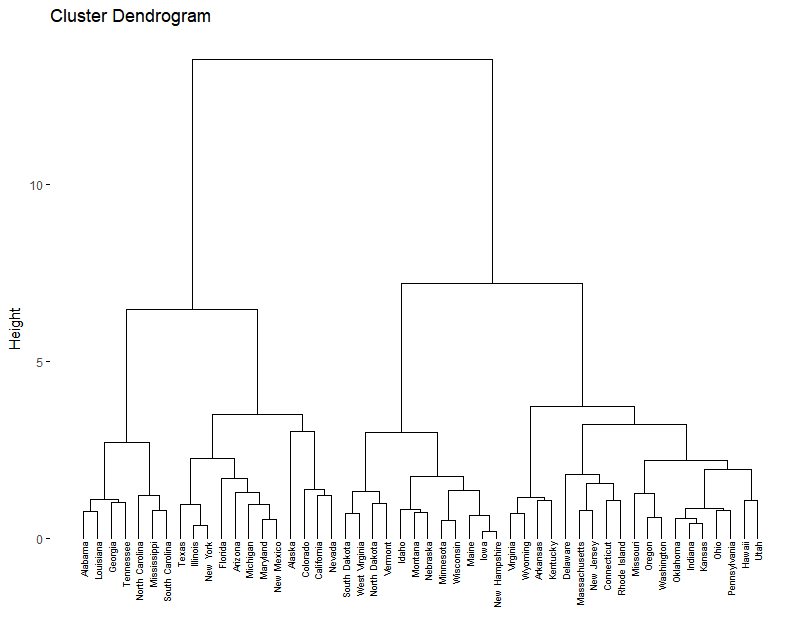 Cluster Dendrogram
Height
10
5
0
Alabama
Louisiana
Georgia
Tennessee
North Carolina
Mississippi
South Carolina
Texas
Illinois
New York
Florida
Arizona
Michigan
Maryland
New Mexico
Alaska
Colorado
California
Nevada
South Dakota
West Virginia
North Dakota
Vermont
Idaho
Montana
Nebraska
Minnesota
Wisconsin
Maine
Iowa
New Hampshire
Virginia
Wyoming
Arkansas
Kentucky
Delaware
Massachusetts
New Jersey
Connecticut
Rhode Island
Missouri
Oregon
Washington
Oklahoma
Indiana
Kansas
Ohio
Pennsylvania
Hawaii
Utah